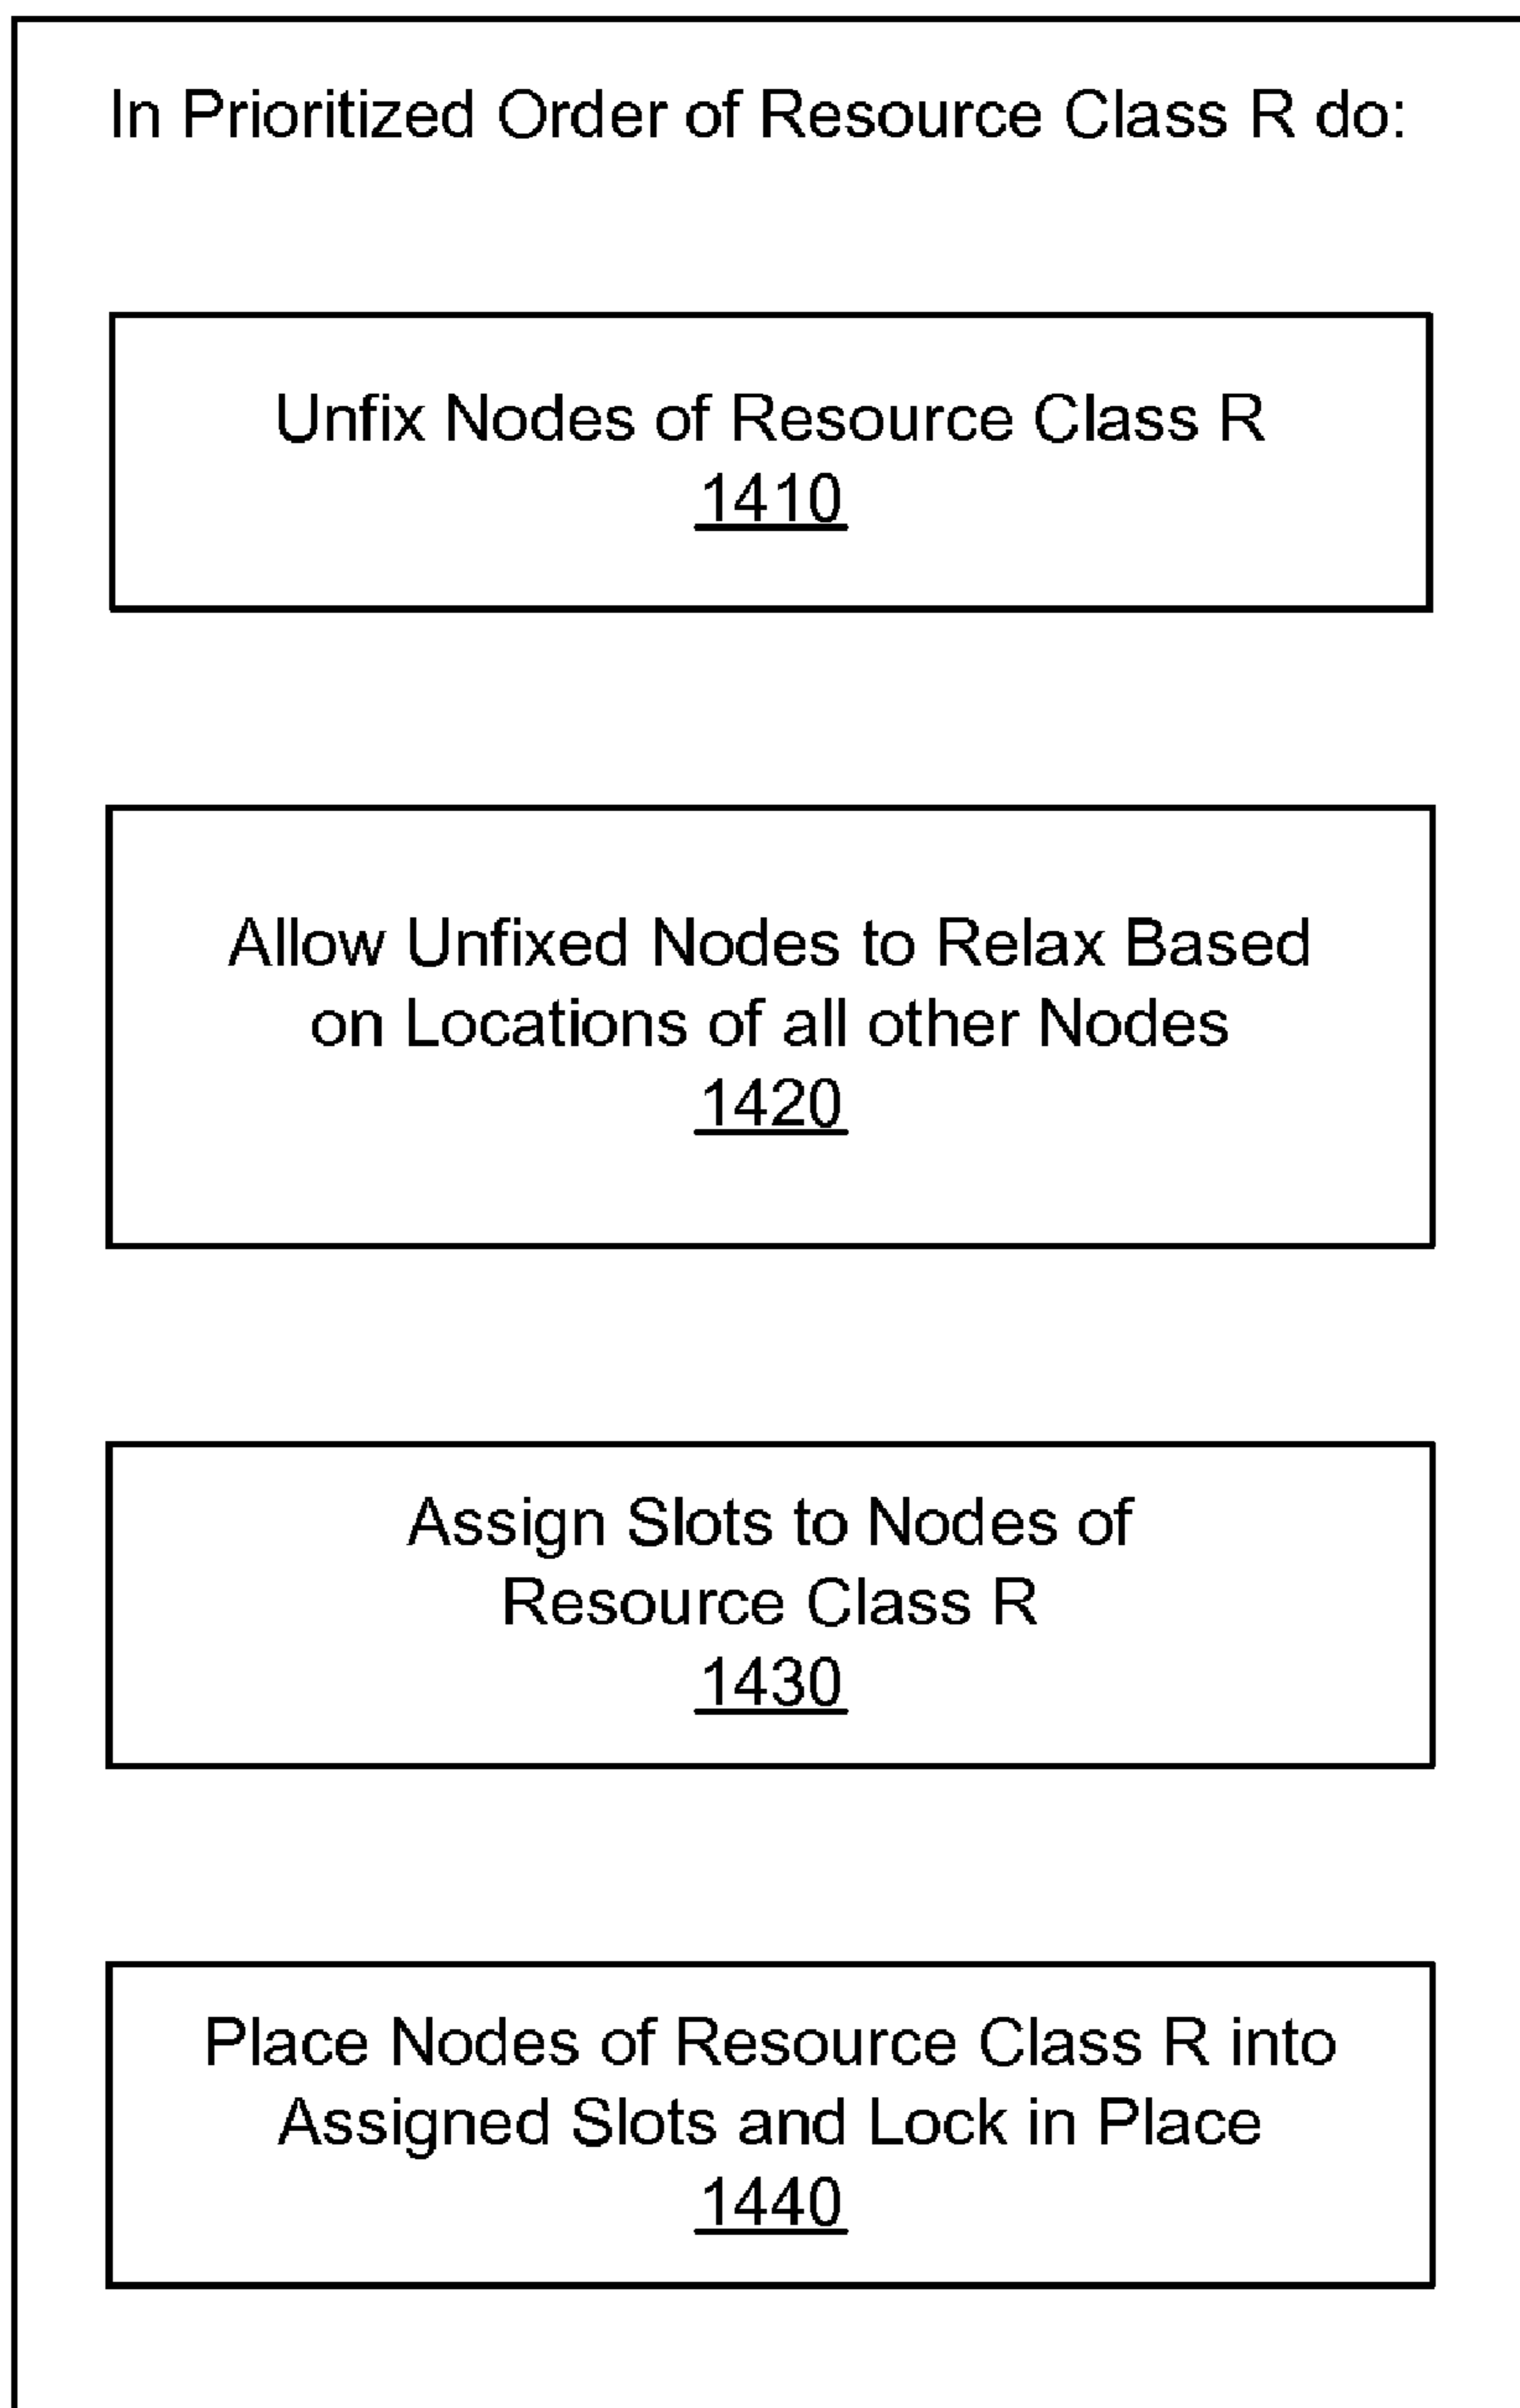 In Prioritized Order of Resource Class R do:
Unfix Nodes of Resource Class R
1410
Allow Unfixed Nodes to Relax Based
on Locations of all other Nodes
1420
Assign Slots to Nodes of
Resource Class R
1430
Place Nodes of Resource Class R into
Assigned Slots and Lock in Place
1440